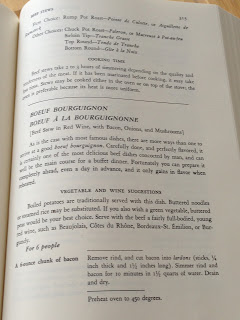 BEEF STEWS
315
First Choice: Rump Pot Roast—Pointe de Culotte, or Aiguillette de
Rumsteck
Other Choices: Chuck Pot Roast—Paleron, or Macreuse à Pot-au-feu
Sirloin Tip—Tranche Grasse
Top Round—Tende de Tranche
Bottom Round—Gîte à la Noix
COOKING TIME
Beef stews take 2 to 3 hours of simmering depending on the quality and
tenderness of the meat. If it has been marinated before cooking, it may take
less time. Stews may be cooked either in the oven or on top of the stove; the
oven is preferable because its heat is more uniform.
BOEUF BOURGUIGNON
BOEUF À LA BOURGUIGNONNE
[Beef Stew in Red Wine, with Bacon, Onions, and Mushrooms]
As is the case with most famous dishes, there are more ways than one to
arrive at a good boeuf bourguignon. Carefully done, and perfectly flavored, it
is certainly one of the most delicious beef dishes concocted by man, and can
well be the main course for a buffet dinner. Fortunately you can prepare it
completely ahead, even a day in advance, and it only gains in flavor when
reheated.
VEGETABLE AND WINE SUGGESTIONS
Boiled potatoes are traditionally served with this dish. Buttered noodles
or steamed rice may be substituted. If you also wish a green vegetable, buttered
peas would be your best choice. Serve with the beef a fairly full-bodied, young
red wine, such as Beaujolais, Côtes du Rhône, Bordeaux-St. Émilion, or Bur-
gundy.
For 6 people
A 6-ounce chunk of bacon
Remove rind, and cut bacon into lardons (sticks, ¼
inch thick and 1½ inches long). Simmer rind and
bacon for 10 minutes in 1½ quarts of water. Drain
and dry.
Preheat oven to 450 degrees.